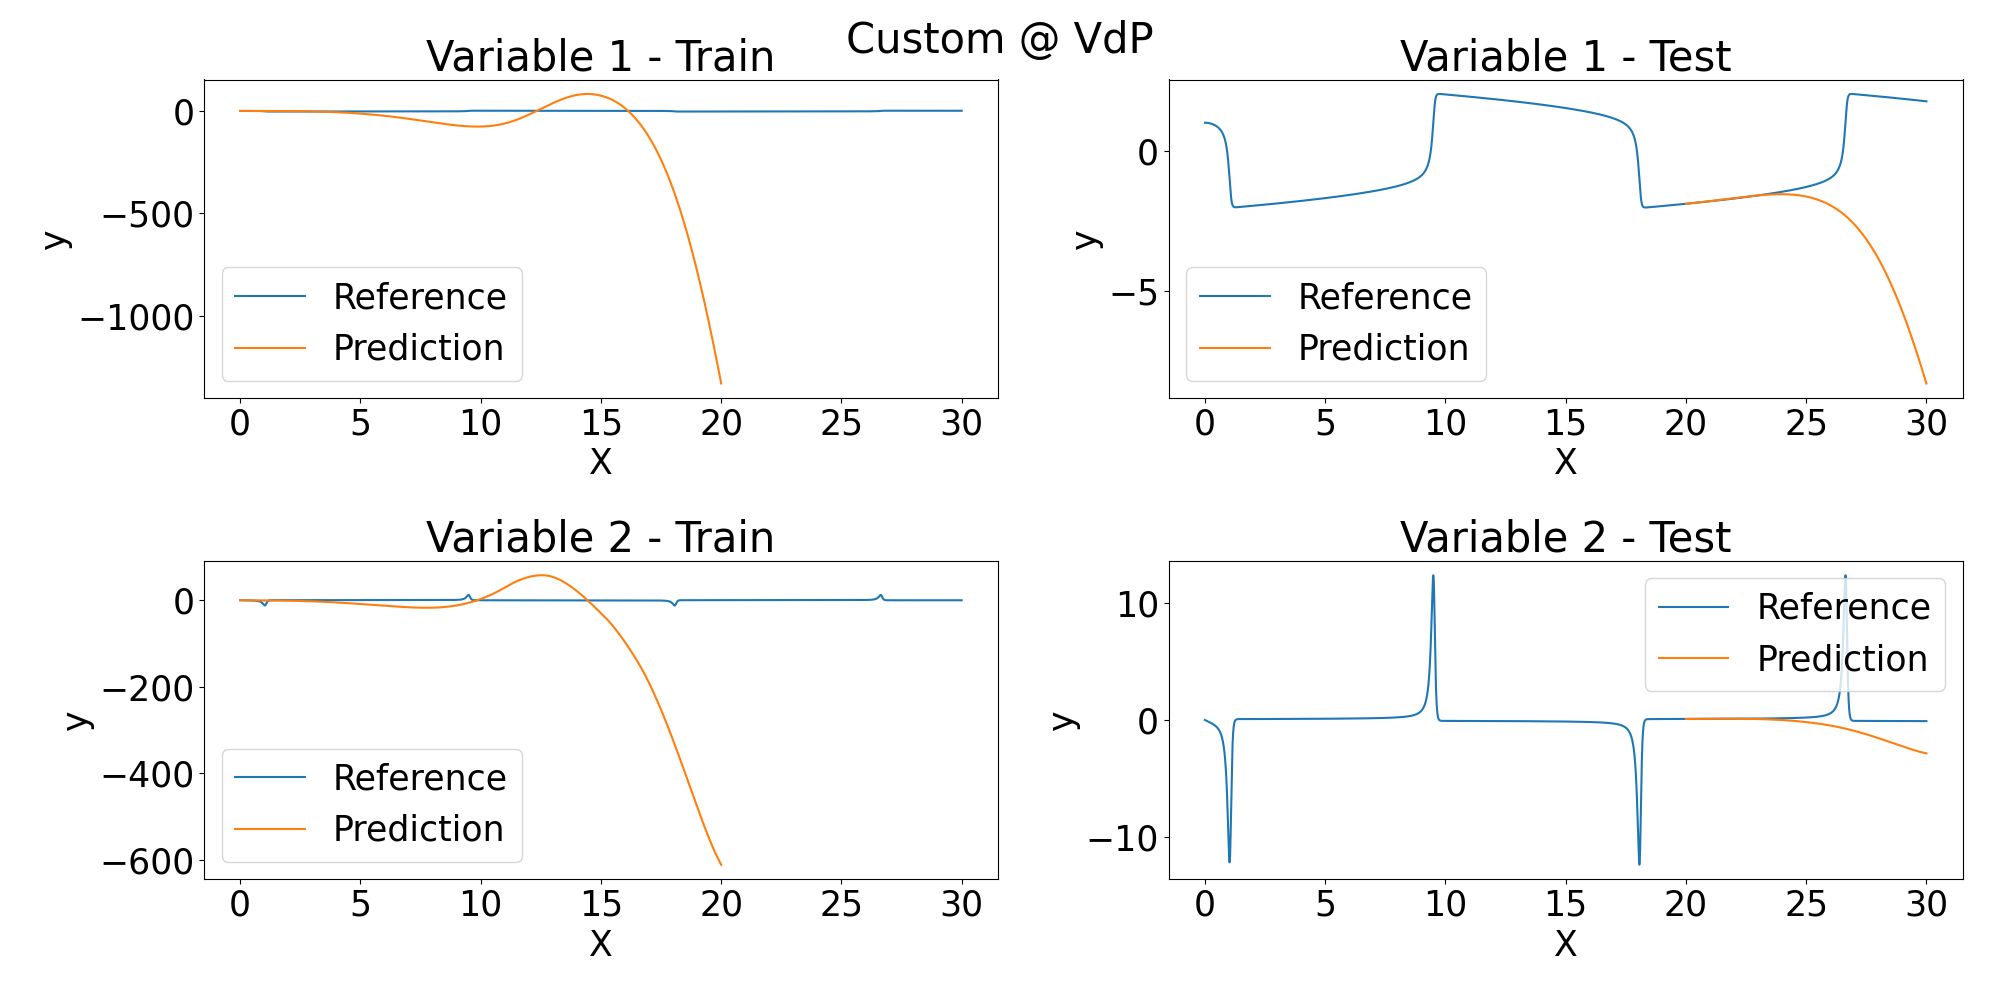 Custom @ VdP
Variable 1 - Train
0
−500
−1000
y
Reference
Prediction
0 5 10 15 20 25 30
X
Variable 1 - Test
0
−5
y
Reference
Prediction
0 5 10 15 20 25 30
X
Variable 2 - Train
0
−200
−400
−600
y
Reference
Prediction
0 5 10 15 20 25 30
X
Variable 2 - Test
10
0
−10
y
Reference
Prediction
0 5 10 15 20 25 30
X